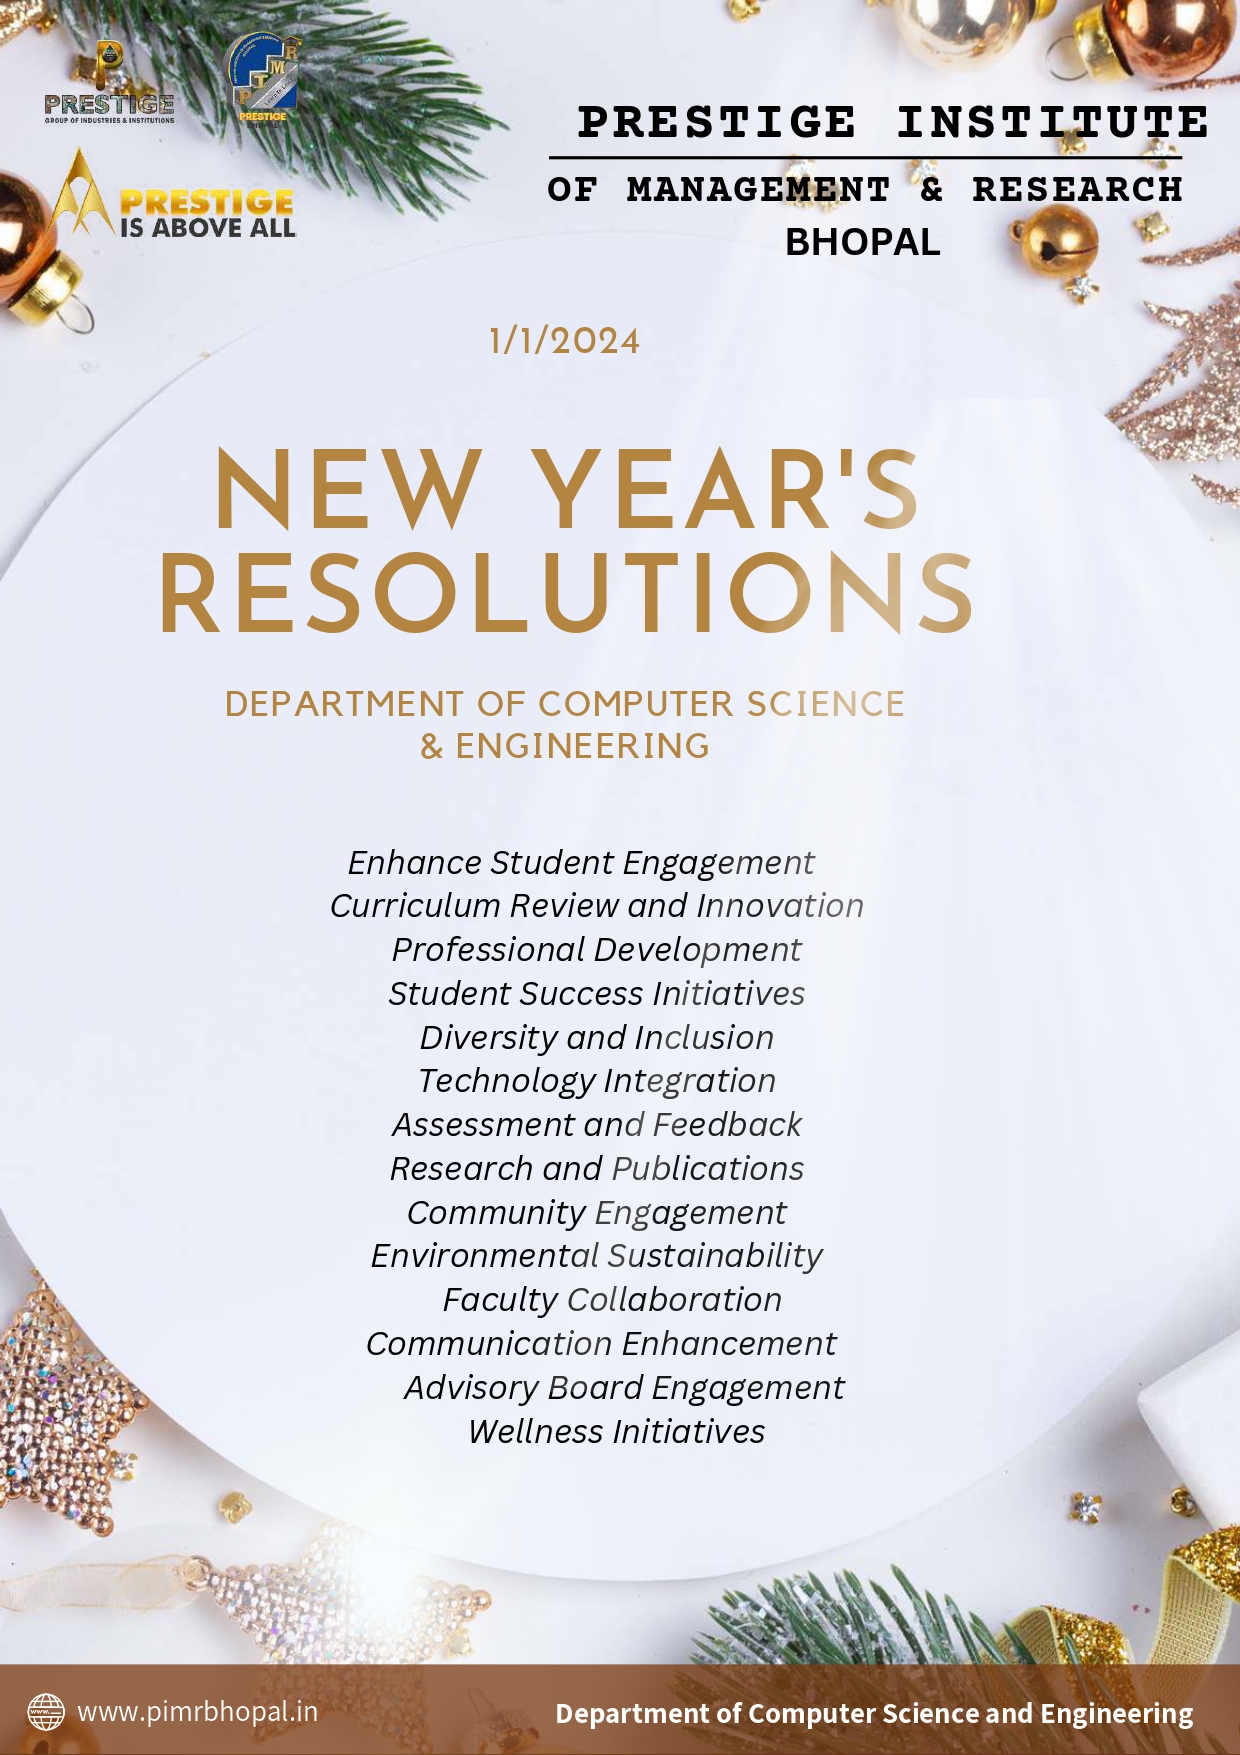 PRESTIGE
GROUP OF INDUSTRIES & INSTITUTIONS
PRESTIGE
BHOPAL
PRESTIGE
IS ABOVE ALL
PRESTIGE INSTITUTE
OF MANAGEMENT & RESEARCH
BHOPAL
1/1/2024
NEW YEAR'S
RESOLUTIONS
DEPARTMENT OF COMPUTER SCIENCE
& ENGINEERING
Enhance Student Engagement
Curriculum Review and Innovation
Professional Development
Student Success Initiatives
Diversity and Inclusion
Technology Integration
Assessment and Feedback
Research and Publications
Community Engagement
Environmental Sustainability
Faculty Collaboration
Communication Enhancement
Advisory Board Engagement
Wellness Initiatives
www.pimrbhopal.in
Department of Computer Science and Engineering